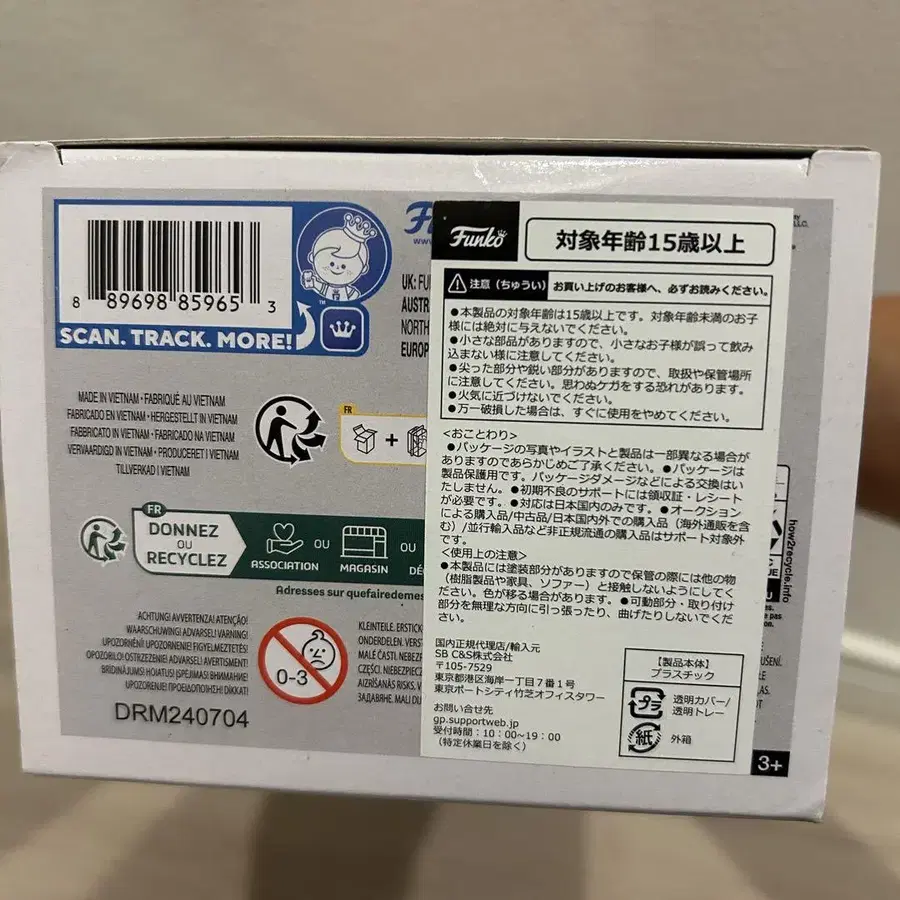 8 89698 85965 3
SCAN. TRACK. MORE!
UK:
AUSTR
NORTH
EUROP
MADE IN VIETNAM • FABRIQUÉ AU VIETNAM
FABRICADO EN VIETNAM • HERGESTELLT IN VIETNAM
FABBRICATO IN VIETNAM • FABRICADO NA VIETNAM
VERVAARDIGD IN VIETNAM • PRODUCERET I VIETNAM
TILLVERKAD I VIETNAM
FR
+
FR
DONNEZ
OU
RECYCLEZ
ASSOCIATION
OU
MAGASIN
OU
Adresses sur quefairedemes
ACHTUNG! AVVERTENZA! ATENÇÃO!
WAARSCHUWING! ADVARSEL! VARNING!
UPOZORNĚNÍ! UPOZORNENIE! FIGYELMEZTETÉS!
OPOZORILO! OSTRZEŻENIE! ADVARSEL! AVERTISMENT!
BRĪDINĀJUMS! HOIATUS! ĮSPĖJIMAS! ВНИМАНИЕ!
UPOZORENJE! ΠΡΟΕΙΔΟΠΟΙΗΣΗ! DİKKAT!
0-3
KLEINTEILE. ERSTICK
ONDERDELEN. VERS
MALÉ ČASTI. NEBEZP
CZĘŚCI. NIEBEZPIEC
AIZRĪŠANĀS RISKS.
DRM240704
Funko
対象年齢15歳以上
注意（ちゅうい） お買い上げのお客様へ、必ずお読みください。
●本製品の対象年齢は15歳以上です。対象年齢未満のお子
様には絶対に与えないでください。
●小さな部品がありますので、小さなお子様が誤って飲み
込まない様に注意してください。
●尖った部分や鋭い部分がありますので、取扱や保管場所
に注意してください。思わぬケガをする恐れがあります。
●火気に近づけないでください。
●万一破損した場合は、すぐに使用をやめてください。
<おことわり>
●パッケージの写真やイラストと製品は一部異なる場合が
ありますのであらかじめご了承ください。●パッケージは
製品保護用です。パッケージダメージなどによる交換はい
たしません。●初期不良のサポートには領収証・レシート
が必要です。●対応は日本国内のみです。●オークション
による購入品/中古品/日本国内外での購入品（海外通販を含
む）/並行輸入品など非正規流通の購入品はサポート対象外
です。
<使用上の注意>
●本製品には塗装部分がありますので保管の際には他の物
（樹脂製品や家具、ソファー）と接触しないようにしてく
ださい。色が移る場合があります。●可動部分・取り付け
部分を無理な方向に引っ張ったり、曲げたりしないでくだ
さい。
国内正規代理店/輸入元
SB C&S株式会社
〒105-7529
東京都港区海岸一丁目7番1号
東京ポートシティ竹芝オフィスタワー
お問い合せ先
gp.supportweb.jp
受付時間：10：00~19：00
（特定休業日を除く）
【製品本体】
プラスチック
プラ
透明カバー/
透明トレー
紙
外箱
how2recycle.info
3+